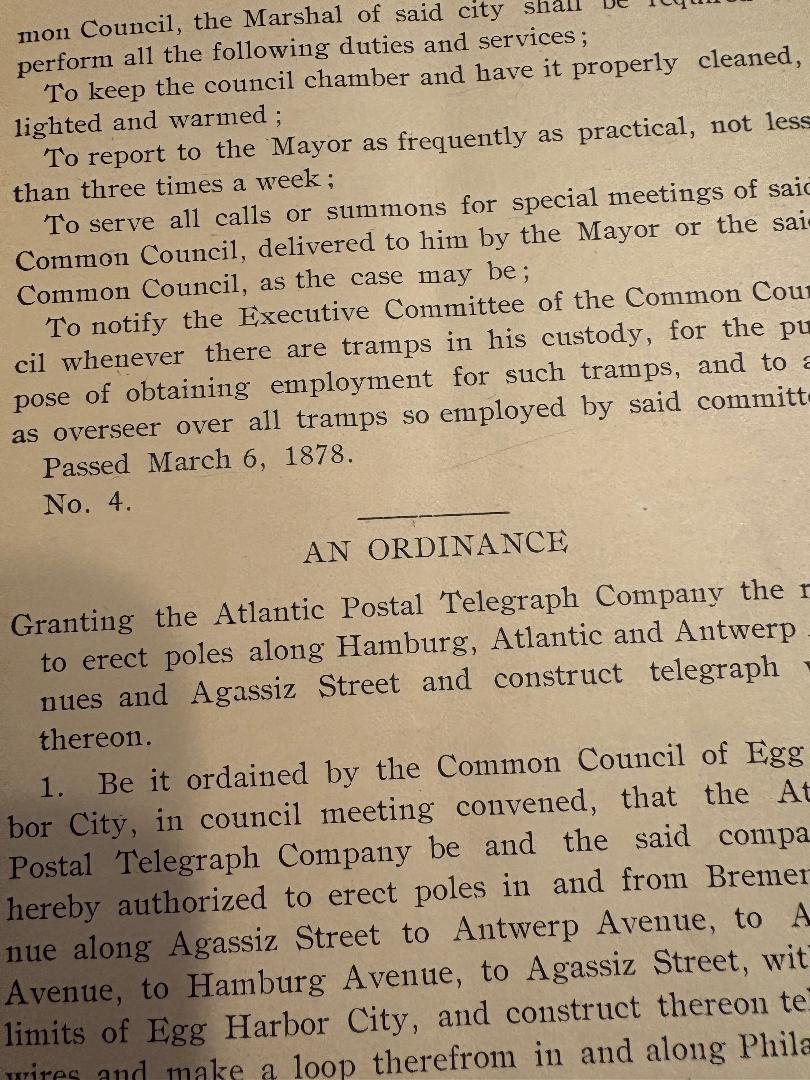 mon Council, the Marshal of said city shall be required
perform all the following duties and services;
To keep the council chamber and have it properly cleaned,
lighted and warmed;
To report to the Mayor as frequently as practical, not less
than three times a week;
To serve all calls or summons for special meetings of said
Common Council, delivered to him by the Mayor or the said
Common Council, as the case may be;
To notify the Executive Committee of the Common Coun
cil whenever there are tramps in his custody, for the pu
pose of obtaining employment for such tramps, and to a
as overseer over all tramps so employed by said committe
Passed March 6, 1878.
No. 4.
AN ORDINANCE
Granting the Atlantic Postal Telegraph Company the r
to erect poles along Hamburg, Atlantic and Antwerp
nues and Agassiz Street and construct telegraph w
thereon.
1. Be it ordained by the Common Council of Egg
bor City, in council meeting convened, that the At
Postal Telegraph Company be and the said compa
hereby authorized to erect poles in and from Bremen
nue along Agassiz Street to Antwerp Avenue, to A
Avenue, to Hamburg Avenue, to Agassiz Street, wit
limits of Egg Harbor City, and construct thereon te
wires and make a loop therefrom in and along Phila